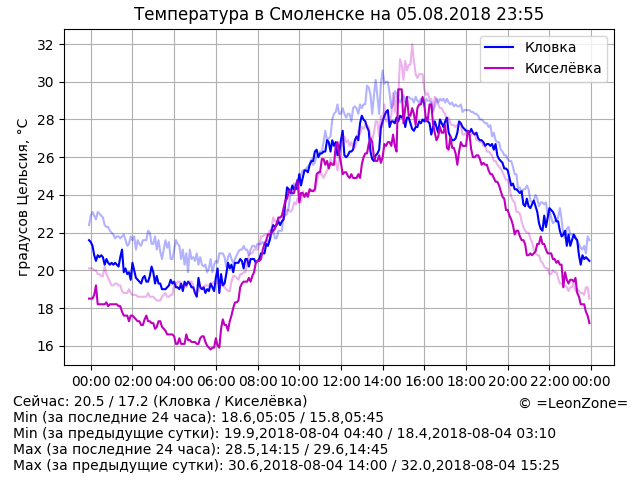 Температура в Смоленске на 05.08.2018 23:55
градусов Цельсия, °C
32
30
28
26
24
22
20
18
16
Кловка
Киселёвка
00:00 02:00 04:00 06:00 08:00 10:00 12:00 14:00 16:00 18:00 20:00 22:00 00:00
Сейчас: 20.5 / 17.2 (Кловка / Киселёвка)
© =LeonZone=
Min (за последние 24 часа): 18.6,05:05 / 15.8,05:45
Min (за предыдущие сутки): 19.9,2018-08-04 04:40 / 18.4,2018-08-04 03:10
Max (за последние 24 часа): 28.5,14:15 / 29.6,14:45
Max (за предыдущие сутки): 30.6,2018-08-04 14:00 / 32.0,2018-08-04 15:25